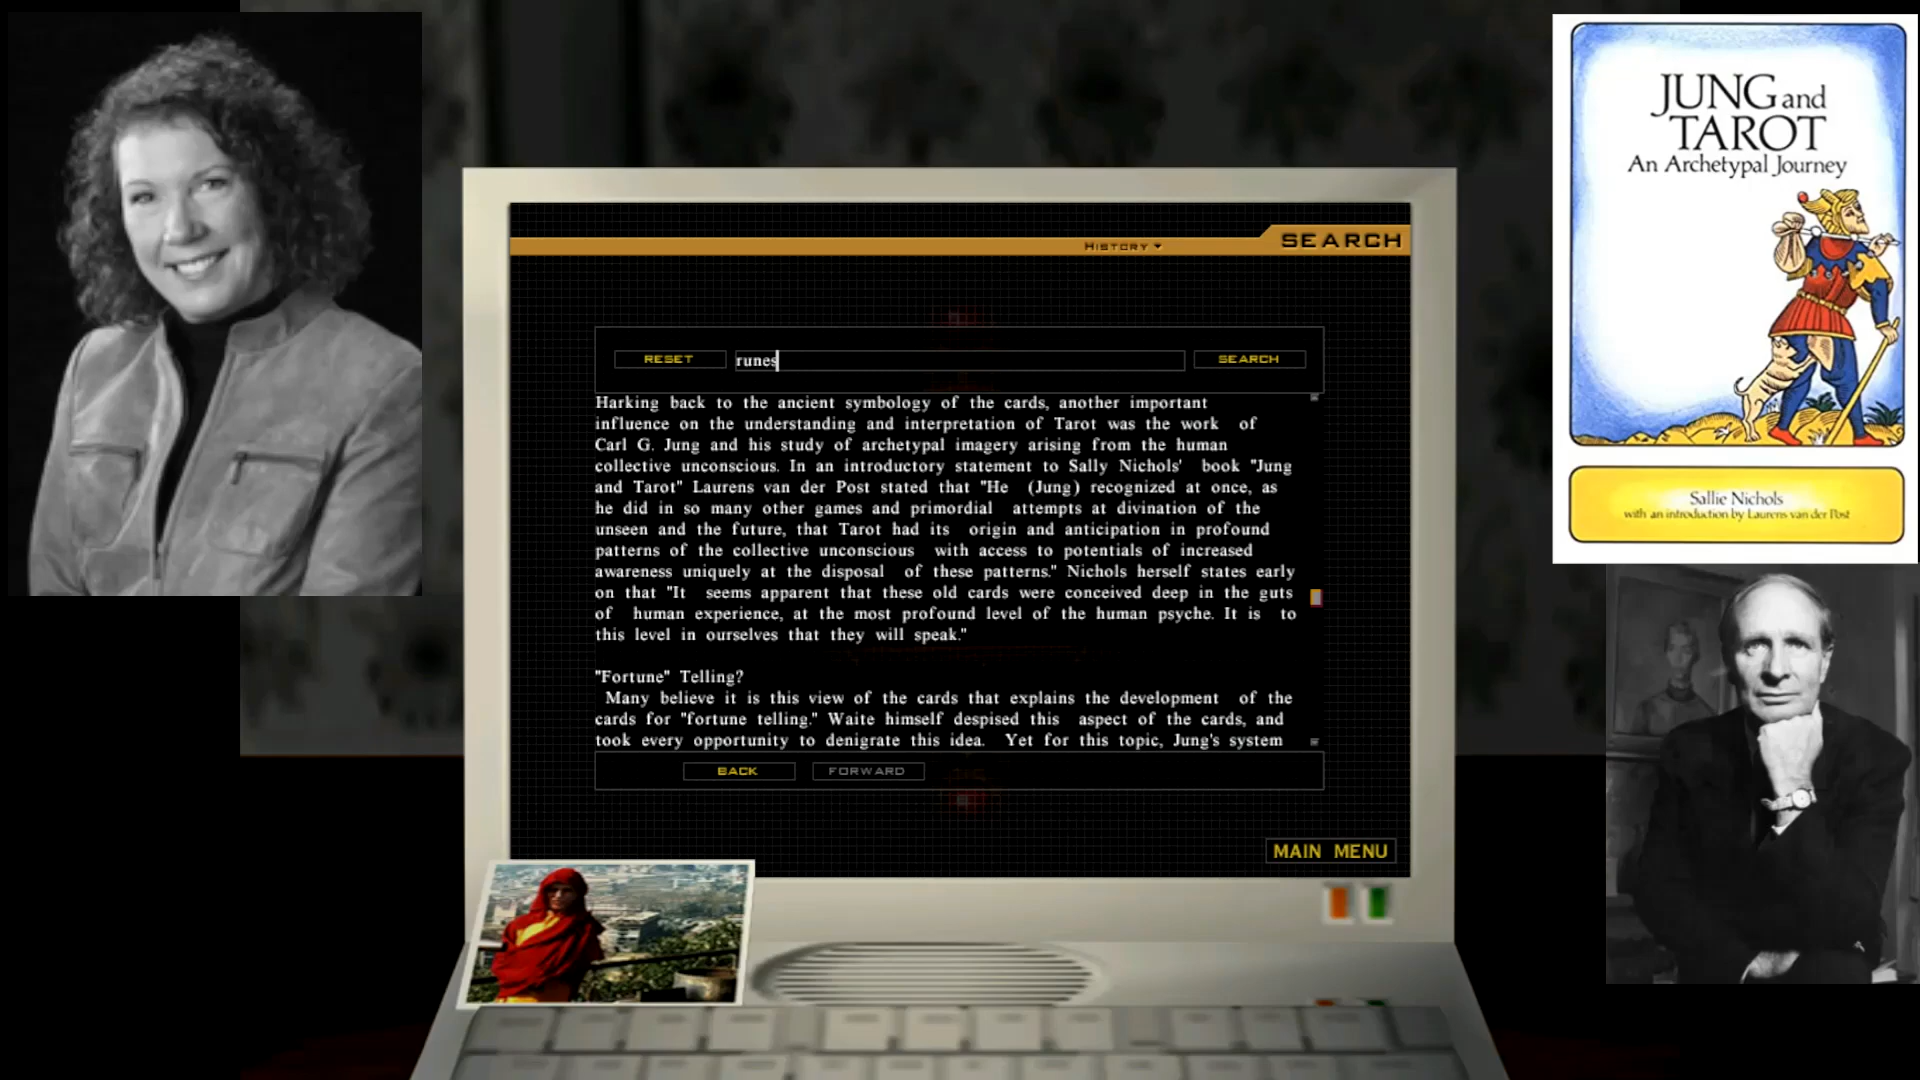 JUNG and
TAROT
An Archetypal Journey
Sallie Nichols
with an introduction by Laurens van der Post
HISTORY
SEARCH
RESET
runes
SEARCH
Harking back to the ancient symbology of the cards, another important
influence on the understanding and interpretation of Tarot was the work of
Carl G. Jung and his study of archetypal imagery arising from the human
collective unconscious. In an introductory statement to Sally Nichols' book "Jung
and Tarot" Laurens van der Post stated that "He (Jung) recognized at once, as
he did in so many other games and primordial attempts at divination of the
unseen and the future, that Tarot had its origin and anticipation in profound
patterns of the collective unconscious with access to potentials of increased
awareness uniquely at the disposal of these patterns." Nichols herself states early
on that "It seems apparent that these old cards were conceived deep in the guts
of human experience, at the most profound level of the human psyche. It is to
this level in ourselves that they will speak."
"Fortune" Telling?
Many believe it is this view of the cards that explains the development of the
cards for "fortune telling." Waite himself despised this aspect of the cards, and
took every opportunity to denigrate this idea. Yet for this topic, Jung's system
BACK
FORWARD
MAIN MENU